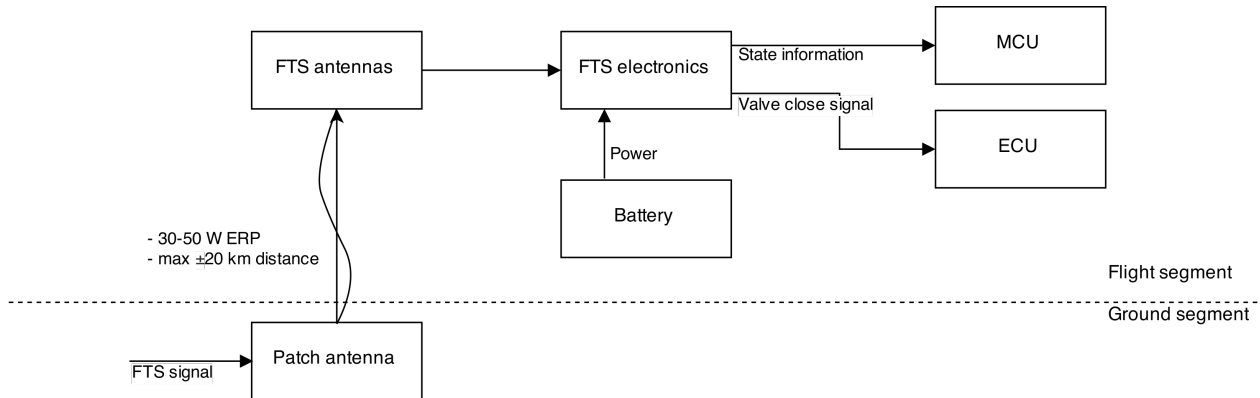 MCU
FTS antennas
FTS electronics
State information
Valve close signal
ECU
Power
Battery
- 30-50 W ERP
- max ±20 km distance
Flight segment
Ground segment
Patch antenna
FTS signal